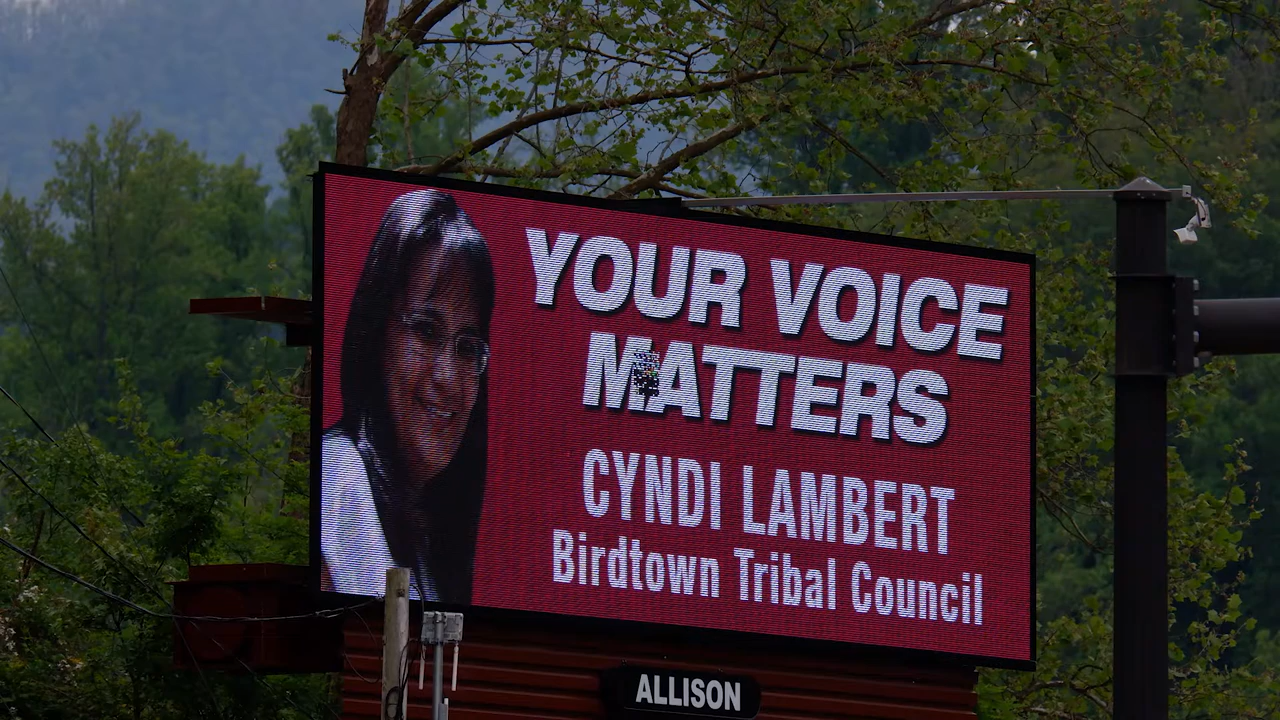 YOUR VOICE
MATTERS
CYNDI LAMBERT
Birdtown Tribal Council
ALLISON